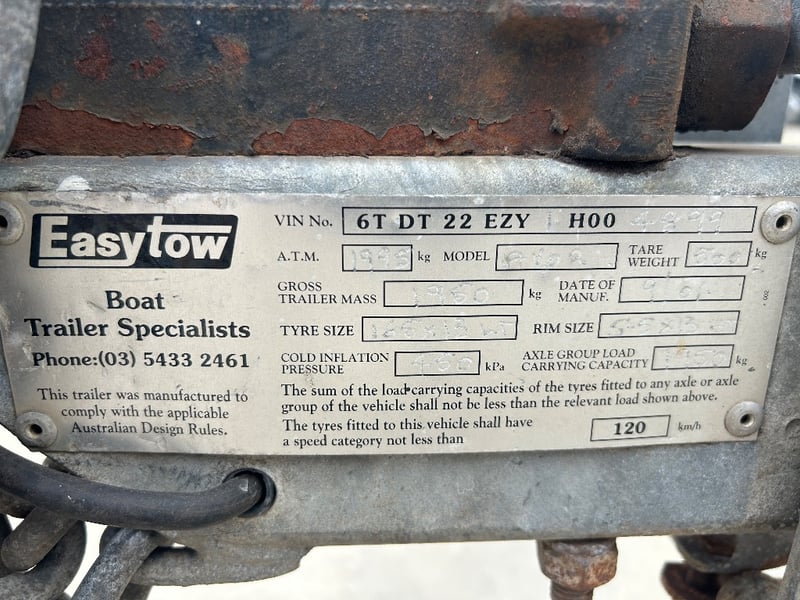 Easytow
Boat
Trailer Specialists
Phone:(03) 5433 2461
This trailer was manufactured to
comply with the applicable
Australian Design Rules.
VIN No. 6T DT 22 EZY H00
A.T.M. kg MODEL TARE WEIGHT kg
GROSS TRAILER MASS 1950 kg DATE OF MANUF.
TYRE SIZE RIM SIZE
COLD INFLATION PRESSURE 450 kPa AXLE GROUP LOAD CARRYING CAPACITY kg
The sum of the load carrying capacities of the tyres fitted to any axle or axle
group of the vehicle shall not be less than the relevant load shown above.
The tyres fitted to this vehicle shall have
a speed category not less than 120 km/h